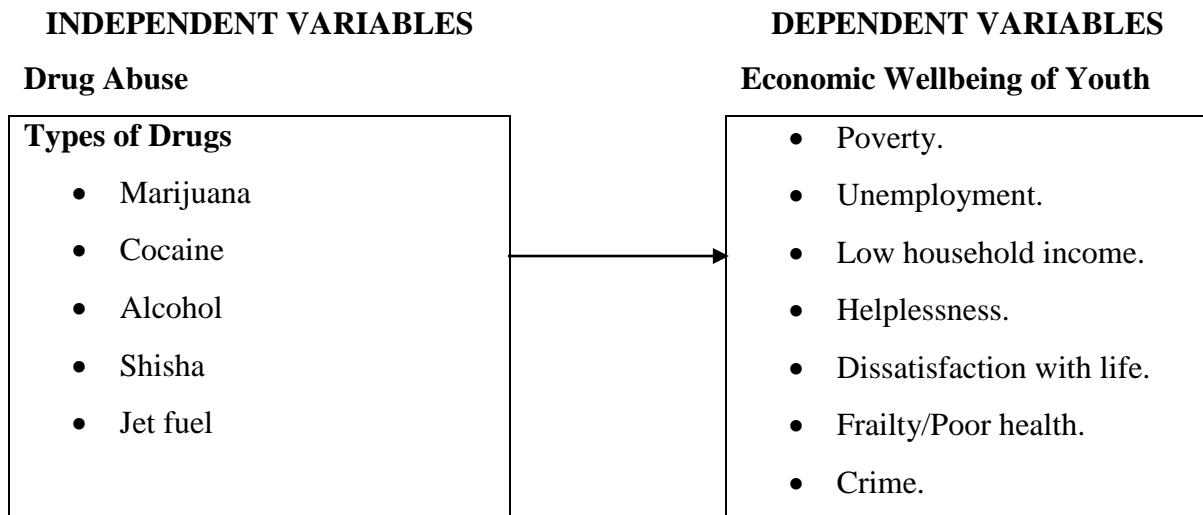 INDEPENDENT VARIABLES
Drug Abuse
Types of Drugs
• Marijuana
• Cocaine
• Alcohol
• Shisha
• Jet fuel
DEPENDENT VARIABLES
Economic Wellbeing of Youth
• Poverty.
• Unemployment.
• Low household income.
• Helplessness.
• Dissatisfaction with life.
• Frailty/Poor health.
• Crime.